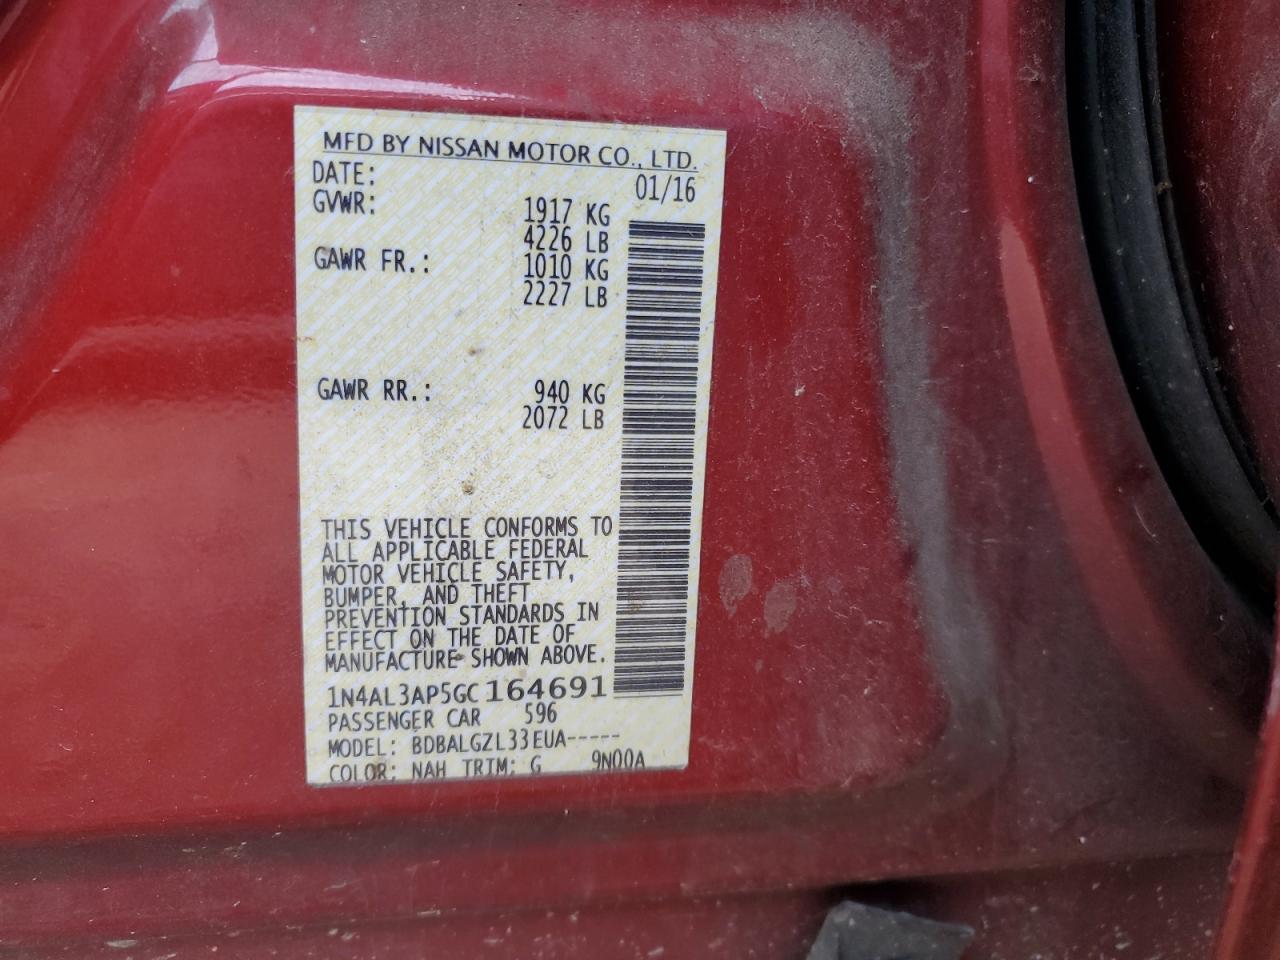 MFD BY NISSAN MOTOR CO., LTD.
DATE: 01/16
GVWR: 1917 KG
4226 LB
GAWR FR.: 1010 KG
2227 LB
GAWR RR.: 940 KG
2072 LB
THIS VEHICLE CONFORMS TO
ALL APPLICABLE FEDERAL
MOTOR VEHICLE SAFETY,
BUMPER, AND THEFT
PREVENTION STANDARDS IN
EFFECT ON THE DATE OF
MANUFACTURE SHOWN ABOVE.
1N4AL3AP5GC164691
PASSENGER CAR 596
MODEL: BDBALGZL33EUA-----
COLOR: NAH TRIM: G 9N00A